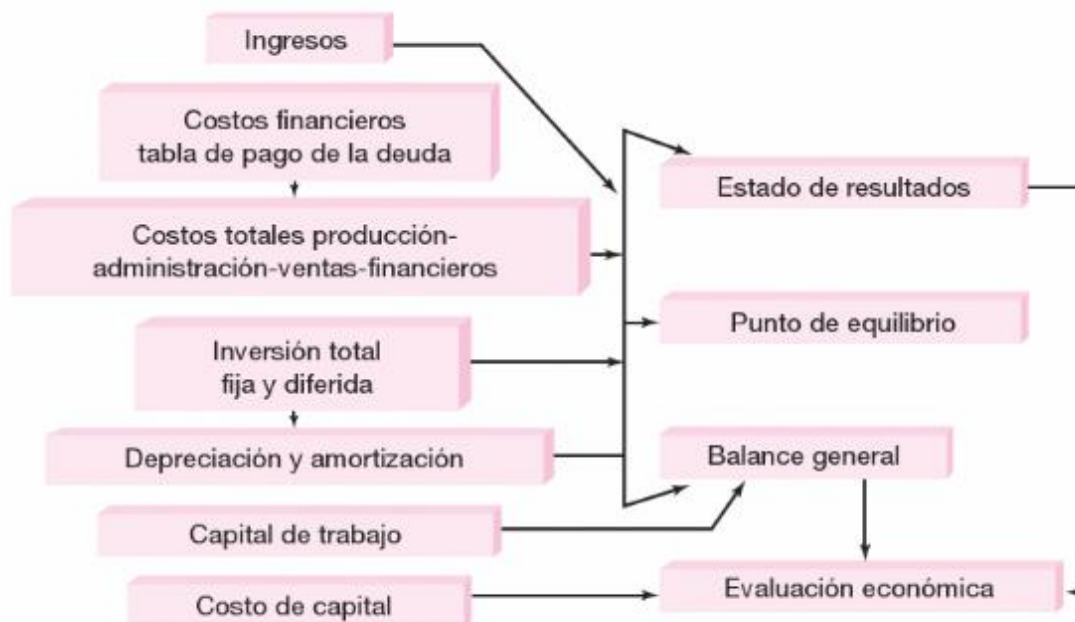 Ingresos
Costos financieros
tabla de pago de la deuda
Costos totales producción-
administración-ventas-financieros
Inversión total
fija y diferida
Depreciación y amortización
Capital de trabajo
Costo de capital
Estado de resultados
Punto de equilibrio
Balance general
Evaluación económica